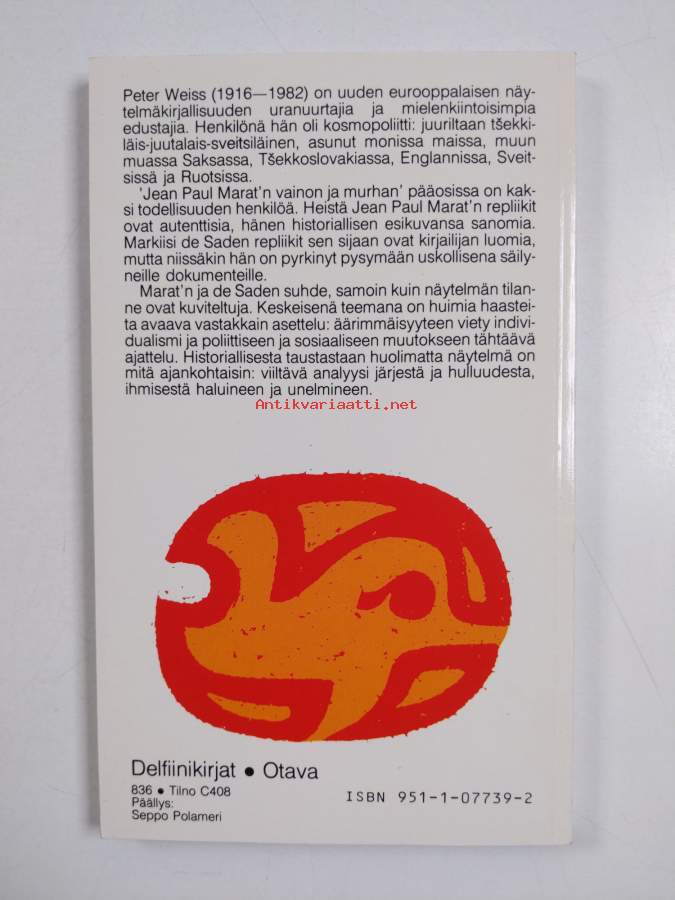 Peter Weiss (1916—1982) on uuden eurooppalaisen näy-
telmäkirjallisuuden uranuurtajia ja mielenkiintoisimpia
edustajia. Henkilönä hän oli kosmopoliitti: juuriltaan tšekki-
läis-juutalais-sveitsiläinen, asunut monissa maissa, muun
muassa Saksassa, Tšekkoslovakiassa, Englannissa, Sveit-
sissä ja Ruotsissa.
'Jean Paul Marat'n vainon ja murhan' pääosissa on kak-
si todellisuuden henkilöä. Heistä Jean Paul Marat'n repliikit
ovat autenttisia, hänen historiallisen esikuvansa sanomia.
Markiisi de Saden repliikit sen sijaan ovat kirjailijan luomia,
mutta niissäkin hän on pyrkinyt pysymään uskollisena säily-
neille dokumenteille.
Marat'n ja de Saden suhde, samoin kuin näytelmän tilan-
ne ovat kuviteltuja. Keskeisenä teemana on huimia haastei-
ta avaava vastakkain asettelu: äärimmäisyyteen viety indivi-
dualismi ja poliittiseen ja sosiaaliseen muutokseen tähtäävä
ajattelu. Historiallisesta taustastaan huolimatta näytelmä on
mitä ajankohtaisin: viiltävä analyysi järjestä ja hulluudesta,
ihmisestä haluineen ja unelmineen.
Antikvariaatti.net
Delfiinikirjat • Otava
836 • Tilno C408
Päällys:
Seppo Polameri
ISBN 951-1-07739-2